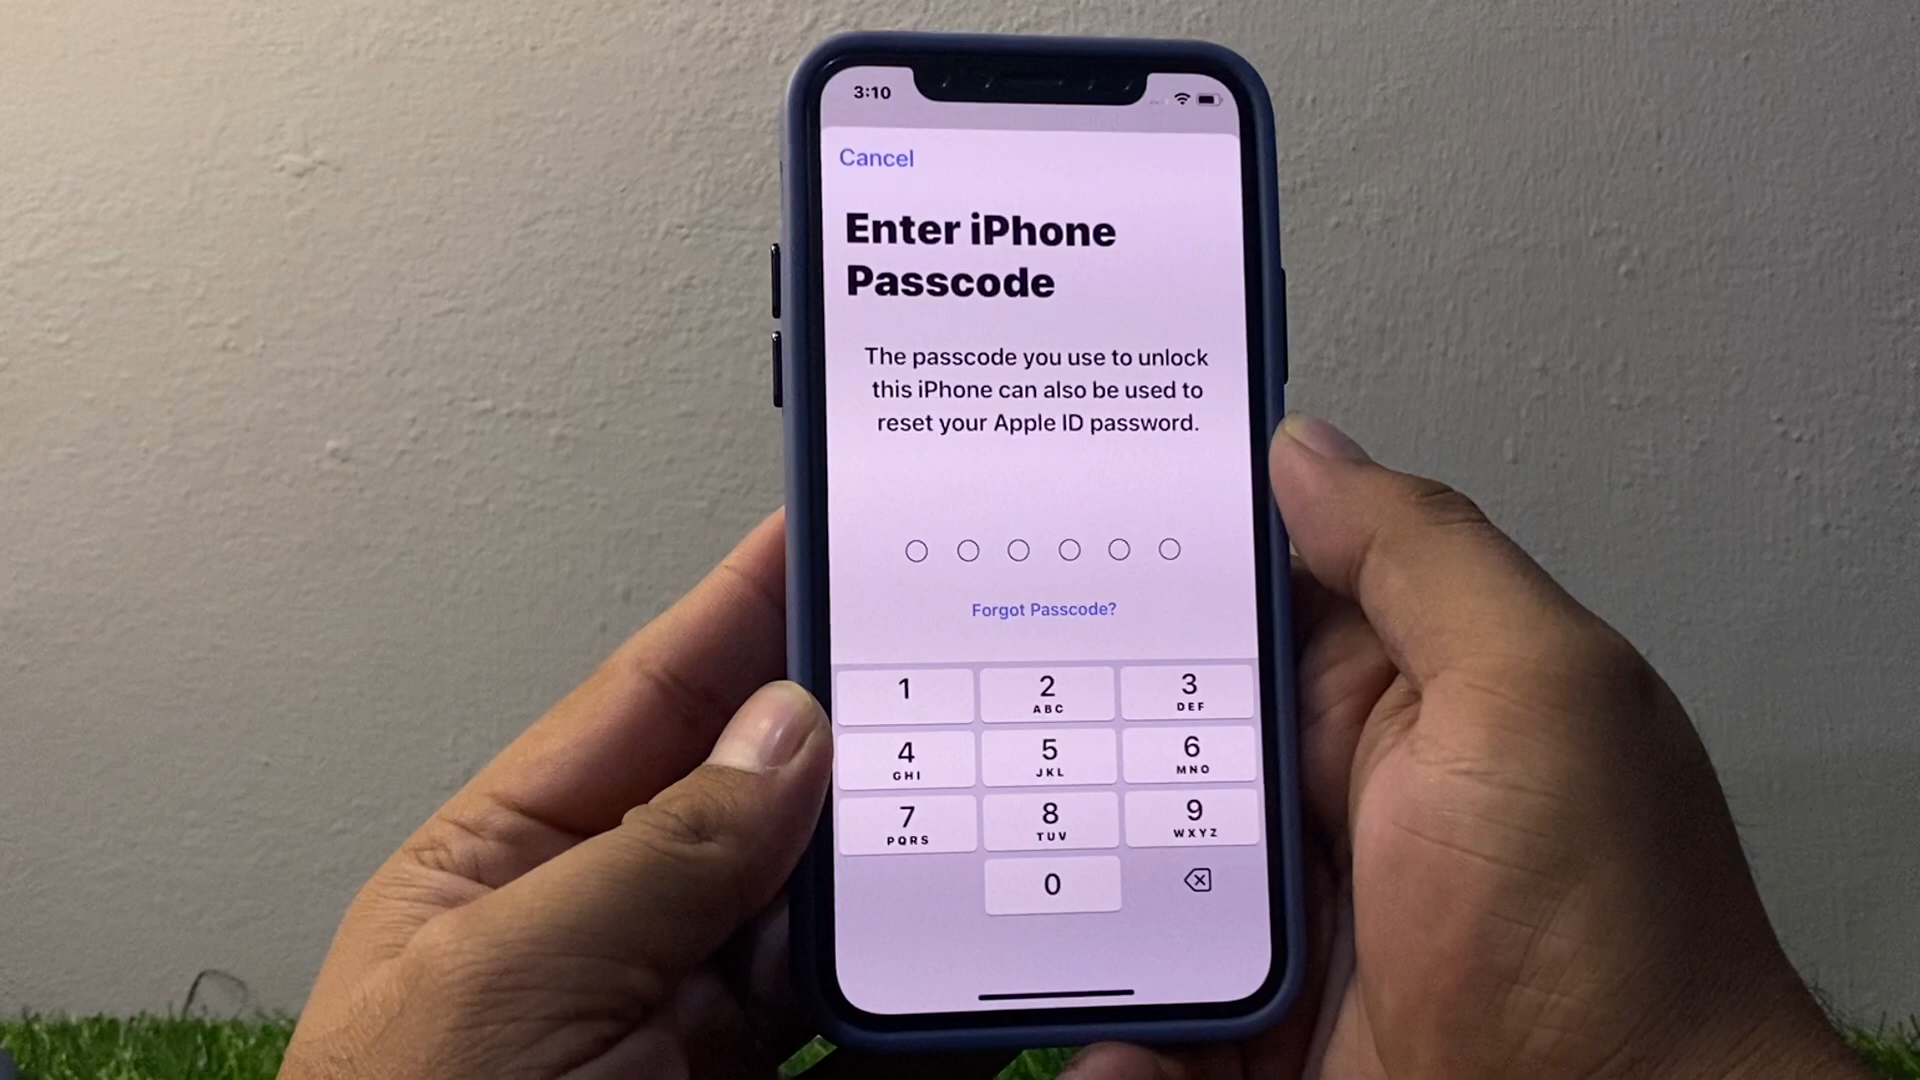 3:10
Cancel
Enter iPhone
Passcode
The passcode you use to unlock
this iPhone can also be used to
reset your Apple ID password.
Forgot Passcode?
1
2
ABC
3
DEF
4
GHI
5
JKL
6
MNO
7
PQRS
8
TUV
9
WXYZ
0